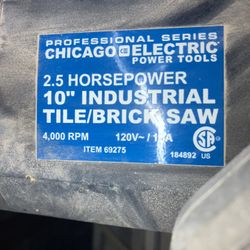 PROFESSIONAL SERIES
CHICAGO CE ELECTRIC
POWER TOOLS
2.5 HORSEPOWER
10" INDUSTRIAL
TILE/BRICK SAW
4,000 RPM 120V~ /
ITEM 69275
184892 US